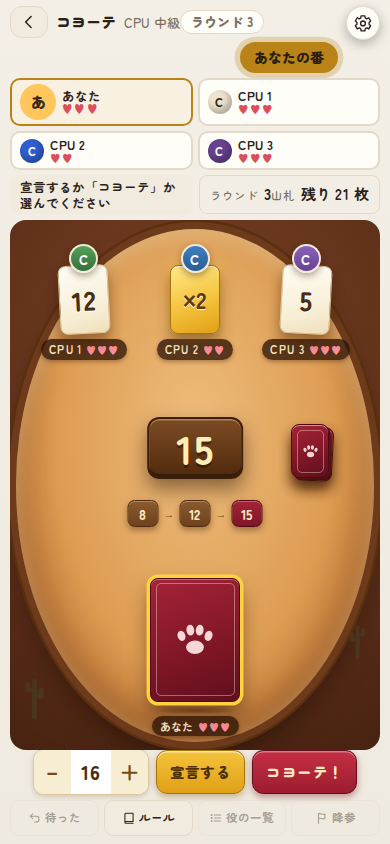 コヨーテ CPU 中級 ラウンド 3
あなたの番
あ あなた ♥♥♥
C CPU 1 ♥♥♥
C CPU 2 ♥♥
C CPU 3 ♥♥♥
宣言するか「コヨーテ」か
選んでください
ラウンド 3 山札 残り 21 枚
C C C
12 ×2 5
CPU 1 ♥♥♥ CPU 2 ♥♥ CPU 3 ♥♥♥
15
8 → 12 → 15
あなた ♥♥♥
− 16 + 宣言する コヨーテ！
待った ルール 役の一覧 降参